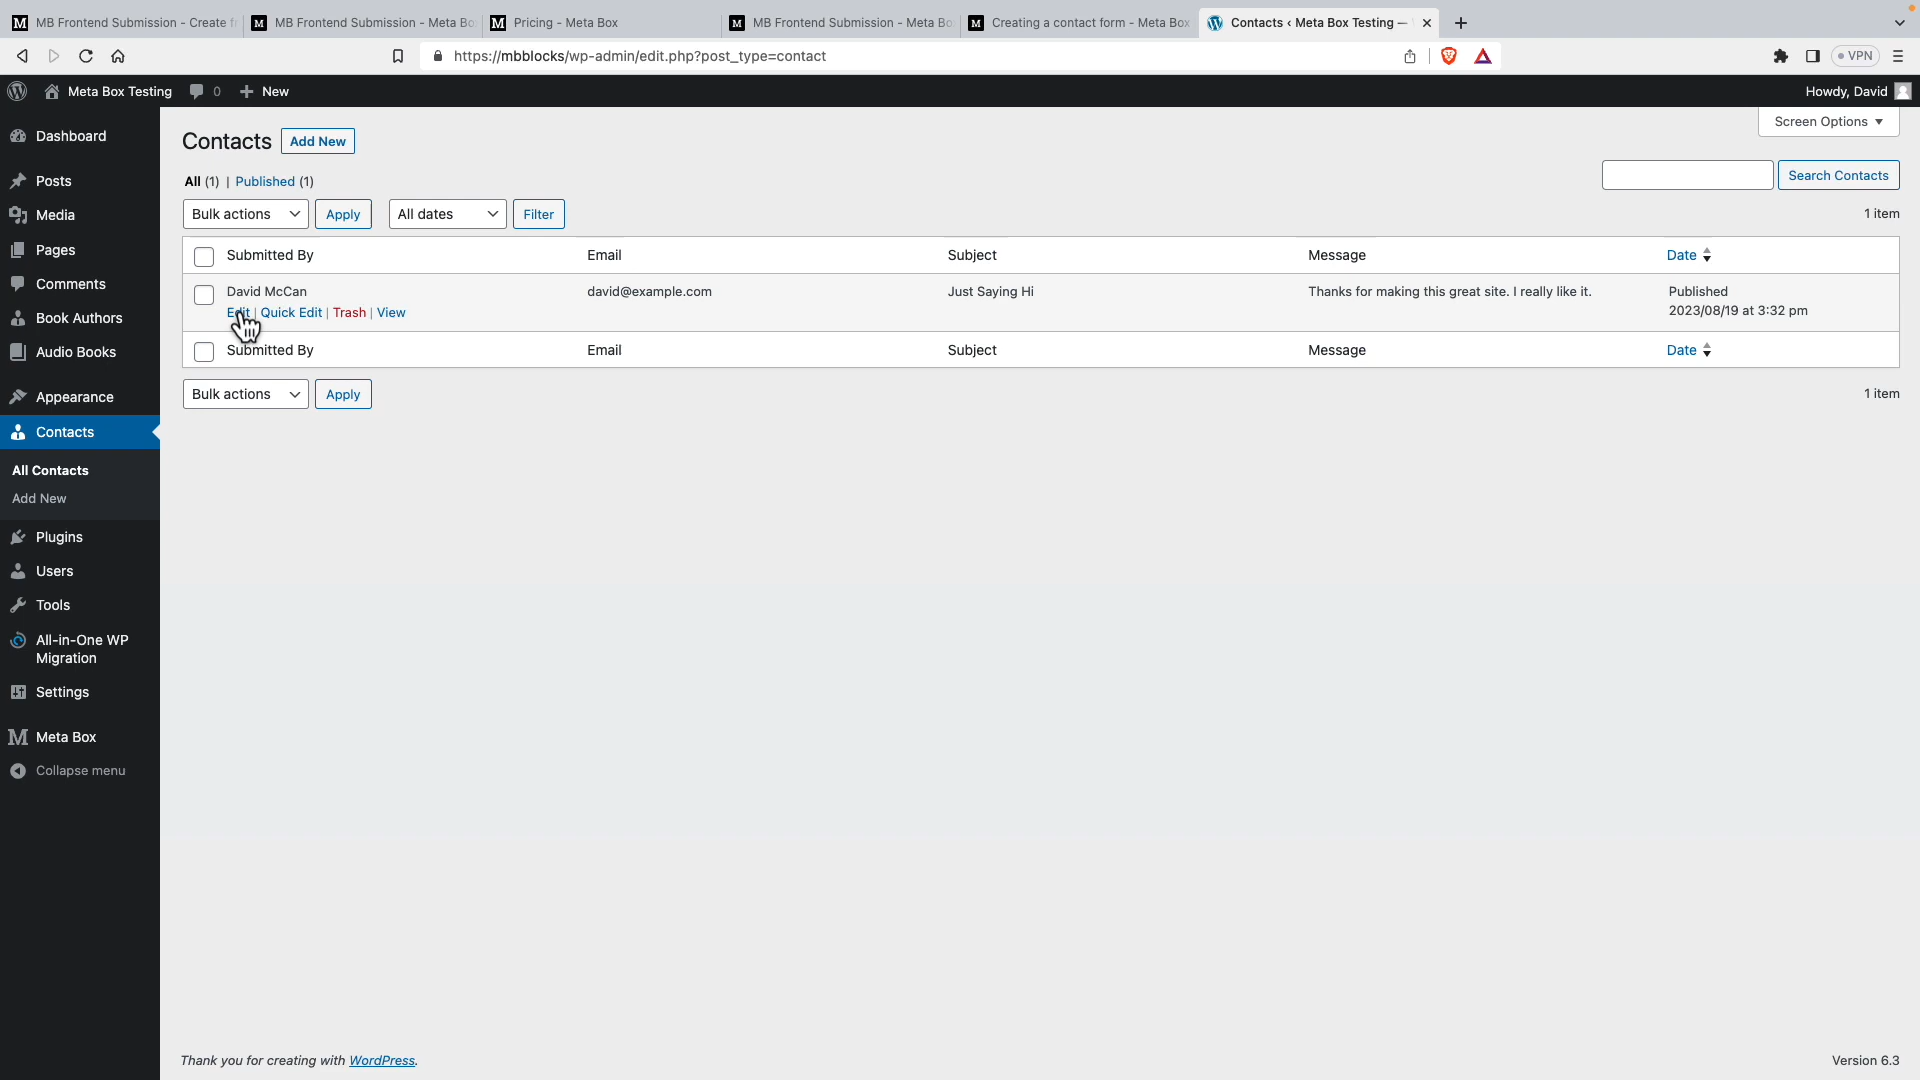 MB Frontend Submission - Create f
MB Frontend Submission - Meta Bo
Pricing - Meta Box
MB Frontend Submission - Meta Bo
Creating a contact form - Meta Box
Contacts ‹ Meta Box Testing —
https://mbblocks/wp-admin/edit.php?post_type=contact
VPN
Meta Box Testing
0
New
Howdy, David
Screen Options
Dashboard
Posts
Media
Pages
Comments
Book Authors
Audio Books
Appearance
Contacts
All Contacts
Add New
Plugins
Users
Tools
All-in-One WP
Migration
Settings
Meta Box
Collapse menu
Contacts
Add New
All (1) | Published (1)
Search Contacts
Bulk actions
Apply
All dates
Filter
1 item
Submitted By
Email
Subject
Message
Date
David McCan
david@example.com
Just Saying Hi
Thanks for making this great site. I really like it.
Published
2023/08/19 at 3:32 pm
Edit | Quick Edit | Trash | View
Submitted By
Email
Subject
Message
Date
Bulk actions
Apply
1 item
Thank you for creating with WordPress.
Version 6.3